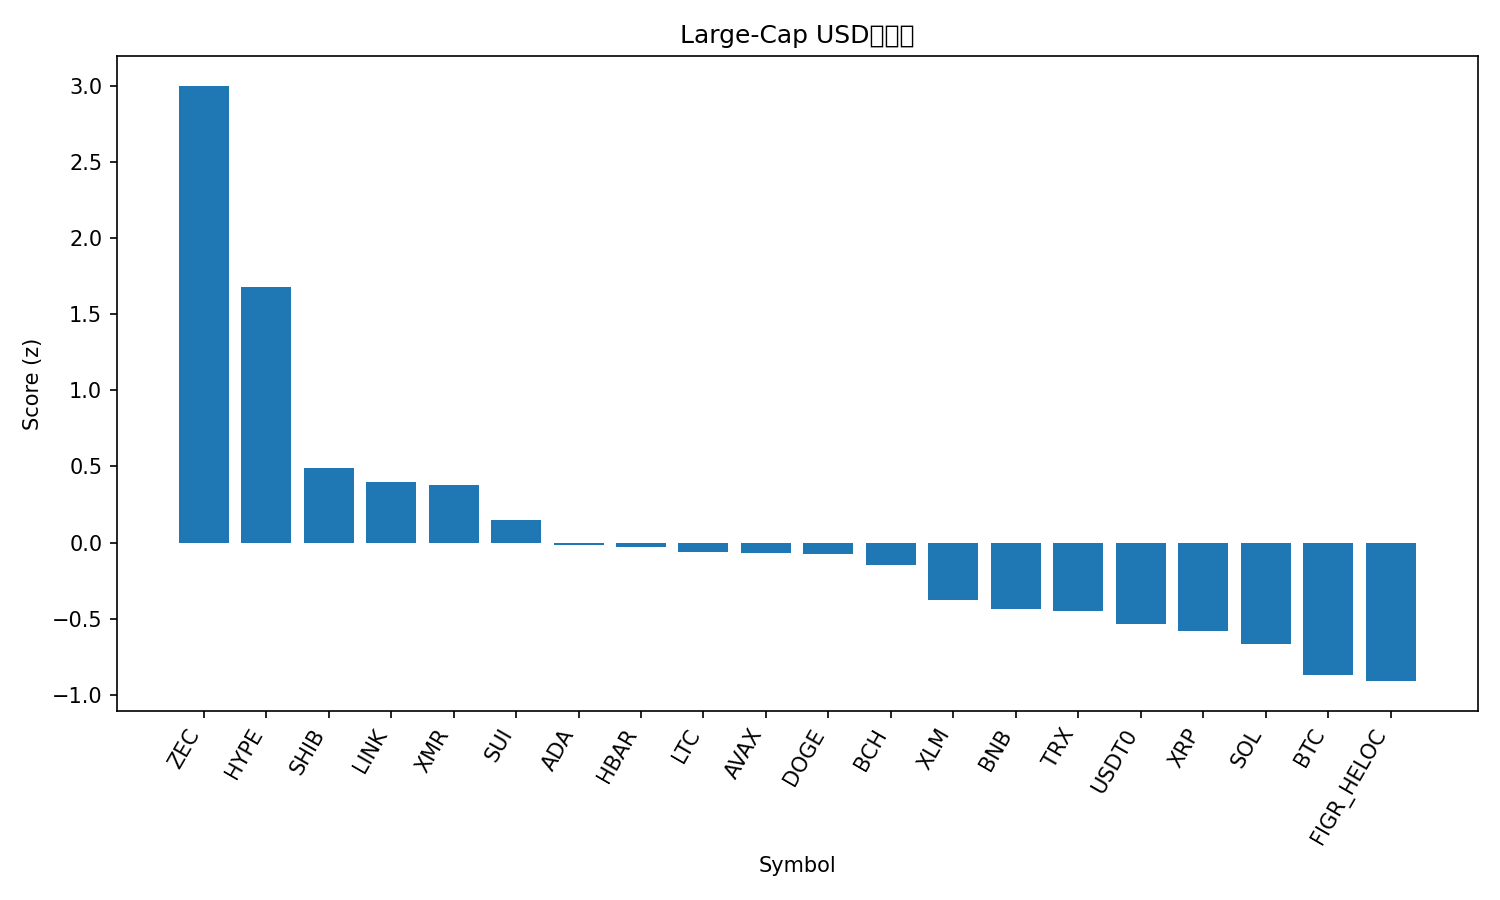 Large-Cap USD
3.0
2.5
2.0
1.5
1.0
0.5
0.0
−0.5
−1.0
Score (z)
ZEC
HYPE
SHIB
LINK
XMR
SUI
ADA
HBAR
LTC
AVAX
DOGE
BCH
XLM
BNB
TRX
USDT0
XRP
SOL
BTC
FIGR_HELOC
Symbol